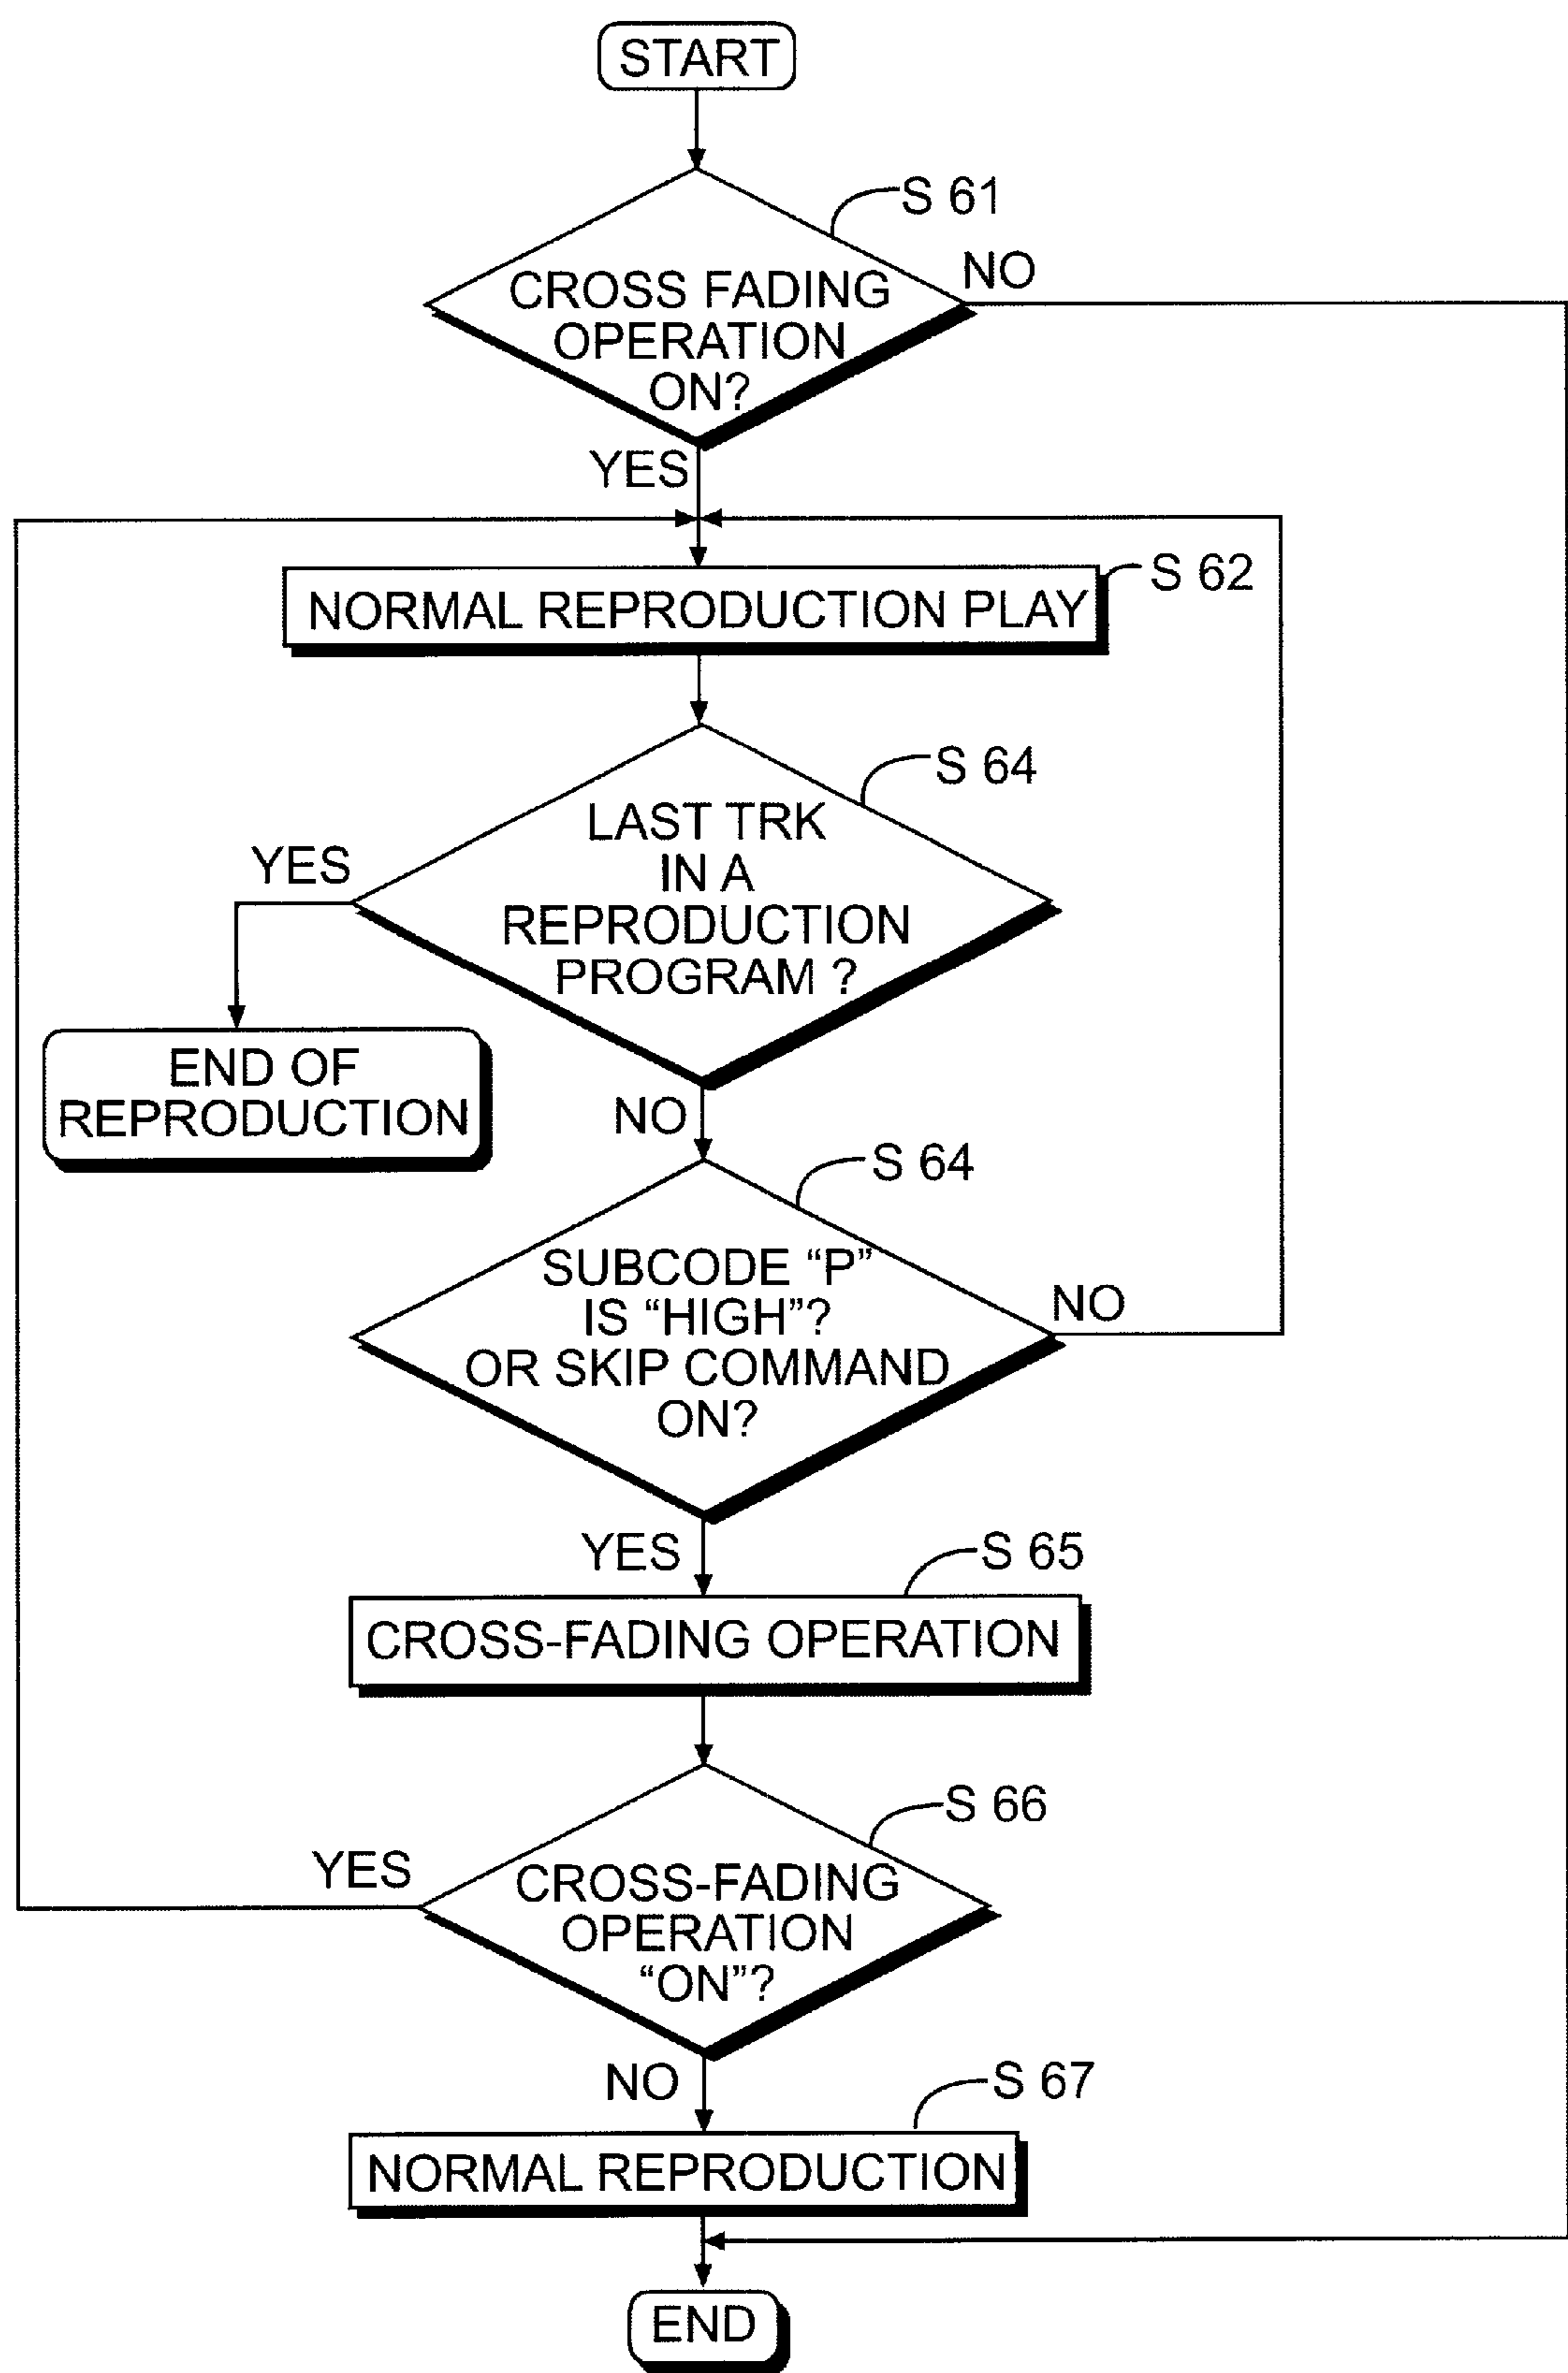 START
S 61
CROSS FADING
OPERATION
ON?
NO
YES
NORMAL REPRODUCTION PLAY
S 62
S 64
LAST TRK
IN A
REPRODUCTION
PROGRAM ?
YES
END OF
REPRODUCTION
NO
S 64
SUBCODE “P”
IS “HIGH”?
OR SKIP COMMAND
ON?
NO
YES
S 65
CROSS-FADING OPERATION
S 66
CROSS-FADING
OPERATION
“ON”?
YES
NO
S 67
NORMAL REPRODUCTION
END